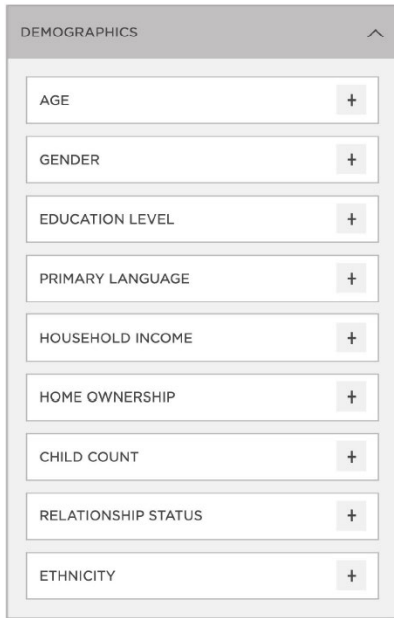 DEMOGRAPHICS
AGE
+
GENDER
+
EDUCATION LEVEL
+
PRIMARY LANGUAGE
+
HOUSEHOLD INCOME
+
HOME OWNERSHIP
+
CHILD COUNT
+
RELATIONSHIP STATUS
+
ETHNICITY
+